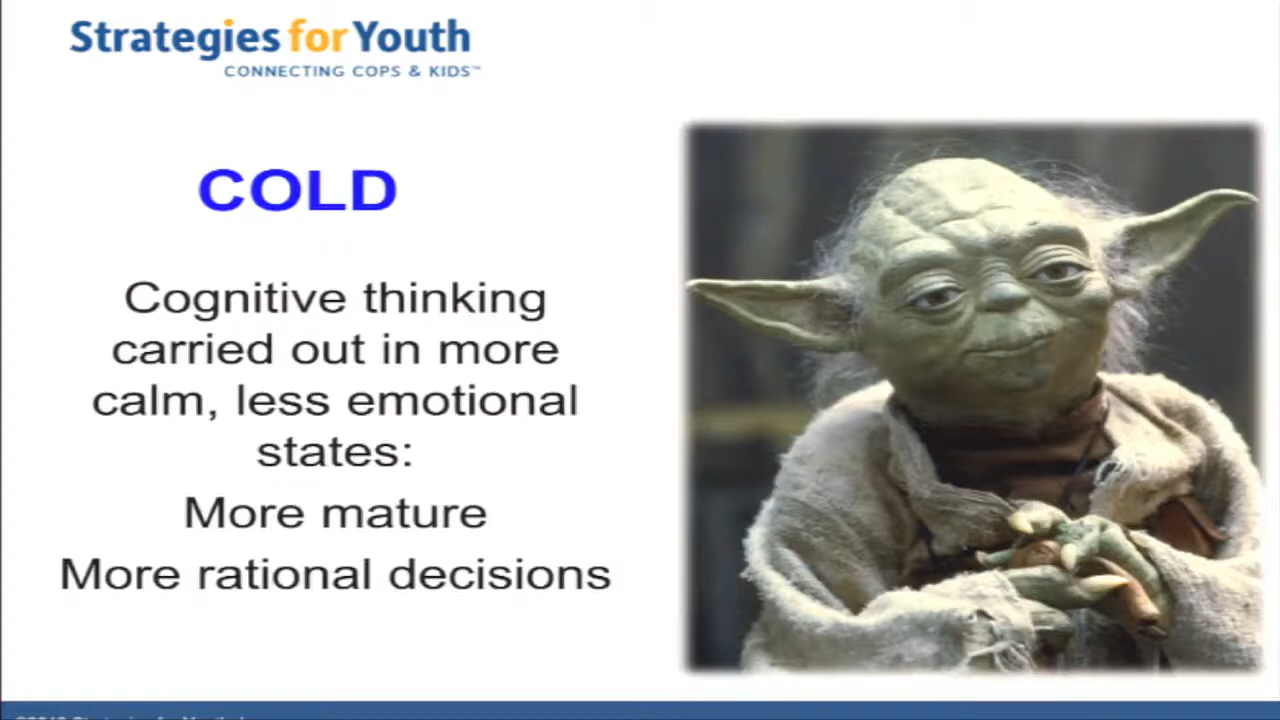 Strategies for Youth
CONNECTING COPS & KIDS™
COLD
Cognitive thinking
carried out in more
calm, less emotional
states:
More mature
More rational decisions